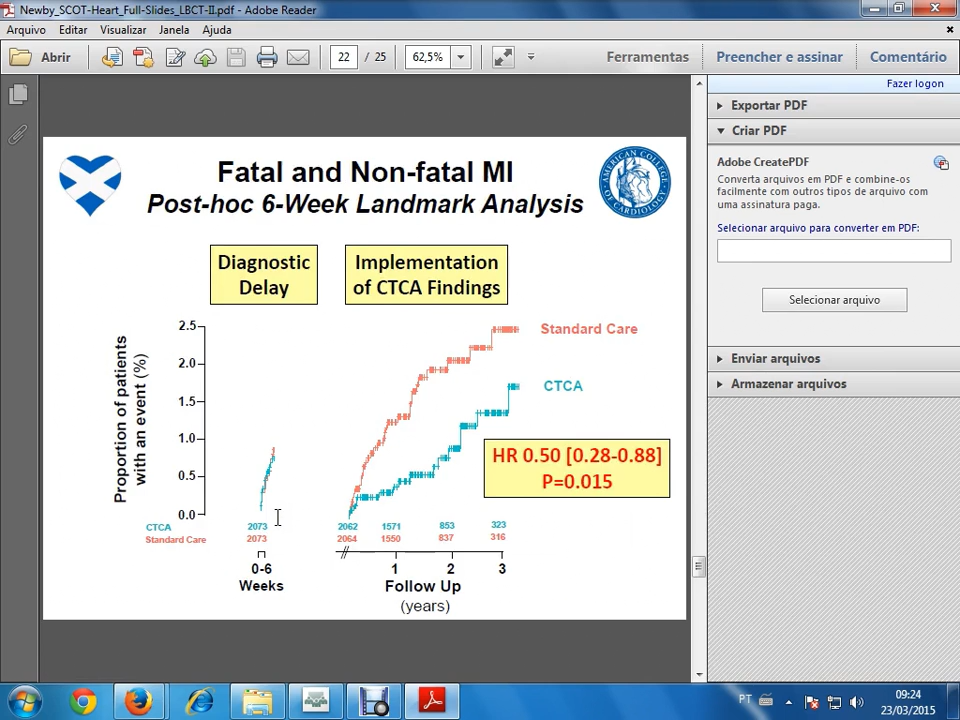 Newby_SCOT-Heart_Full-Slides_LBCT-II.pdf - Adobe Reader
Arquivo Editar Visualizar Janela Ajuda
Abrir 22 / 25 62,5% Ferramentas Preencher e assinar Comentário
Fazer logon
Exportar PDF
Criar PDF
Adobe CreatePDF
Converta arquivos em PDF e combine-os
facilmente com outros tipos de arquivo com
uma assinatura paga.
Selecionar arquivo para converter em PDF:
Selecionar arquivo
Enviar arquivos
Armazenar arquivos
AMERICAN COLLEGE OF CARDIOLOGY
Fatal and Non-fatal MI
Post-hoc 6-Week Landmark Analysis
Diagnostic
Delay
Implementation
of CTCA Findings
Proportion of patients
with an event (%)
2.5
2.0
1.5
1.0
0.5
0.0
Standard Care
CTCA
HR 0.50 [0.28-0.88]
P=0.015
CTCA 2073 2062 1571 853 323
Standard Care 2073 2064 1550 837 316
0-6
Weeks
1 2 3
Follow Up
(years)
PT
09:24
23/03/2015